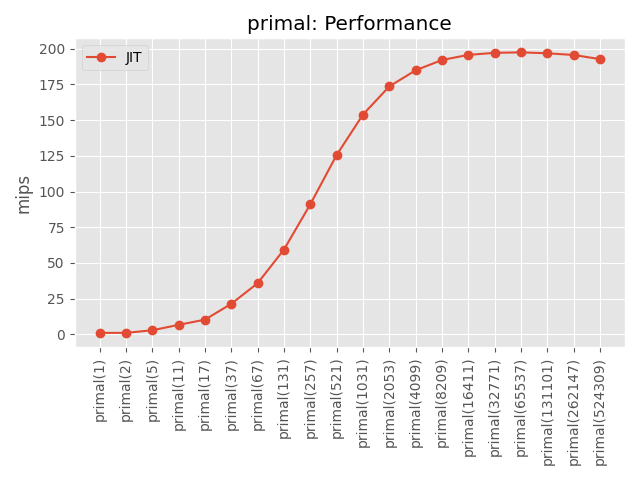 primal: Performance
JIT
mips
200
175
150
125
100
75
50
25
0
primal(1)
primal(2)
primal(5)
primal(11)
primal(17)
primal(37)
primal(67)
primal(131)
primal(257)
primal(521)
primal(1031)
primal(2053)
primal(4099)
primal(8209)
primal(16411)
primal(32771)
primal(65537)
primal(131101)
primal(262147)
primal(524309)